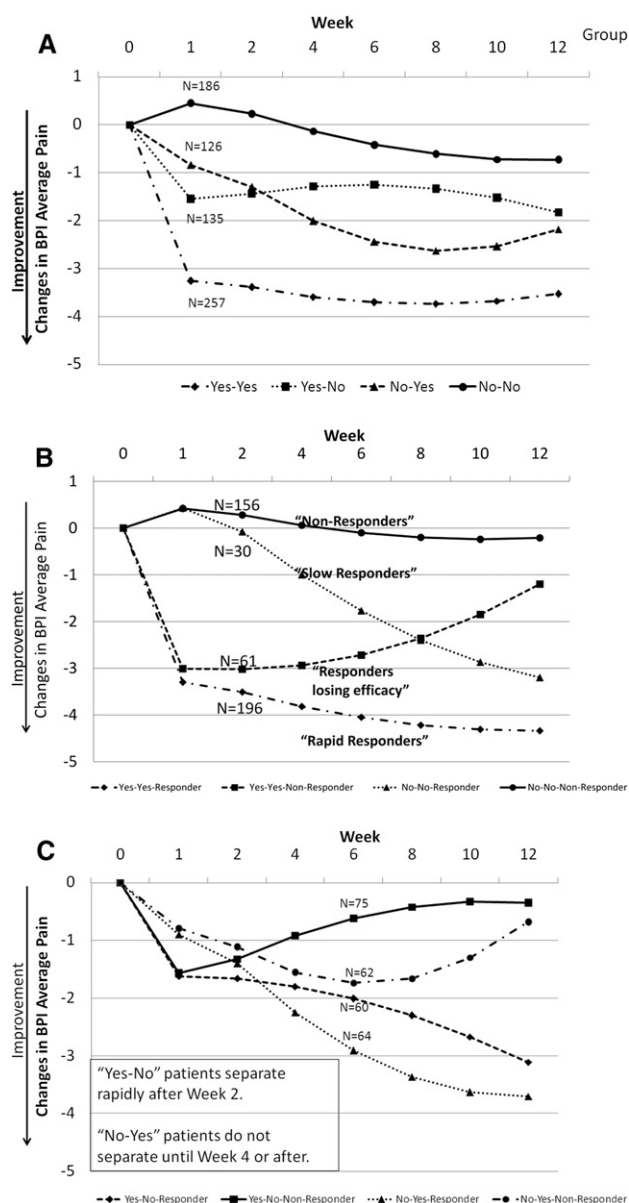 Week
A
0 1 2 4 6 8 10 12 Group
1
N=186
0
N=126
-1
N=135
-2
-3
N=257
-4
-5
Improvement
Changes in BPI Average Pain
Yes-Yes Yes-No No-Yes No-No
Week
B
0 1 2 4 6 8 10 12
1
N=156
"Non-Responders"
0
N=30
-1
"Slow Responders"
-2
N=61
-3
"Responders
losing efficacy"
N=196
-4
"Rapid Responders"
-5
Improvement
Changes in BPI Average Pain
Yes-Yes-Responder Yes-Yes-Non-Responder No-No-Responder No-No-Non-Responder
Week
C
0 1 2 4 6 8 10 12
0
N=75
-1
N=62
-2
N=60
N=64
-3
-4
-5
"Yes-No" patients separate
rapidly after Week 2.
"No-Yes" patients do not
separate until Week 4 or after.
Improvement
Changes in BPI Average Pain
Yes-No-Responder Yes-No-Non-Responder No-Yes-Responder No-Yes-Non-Responder